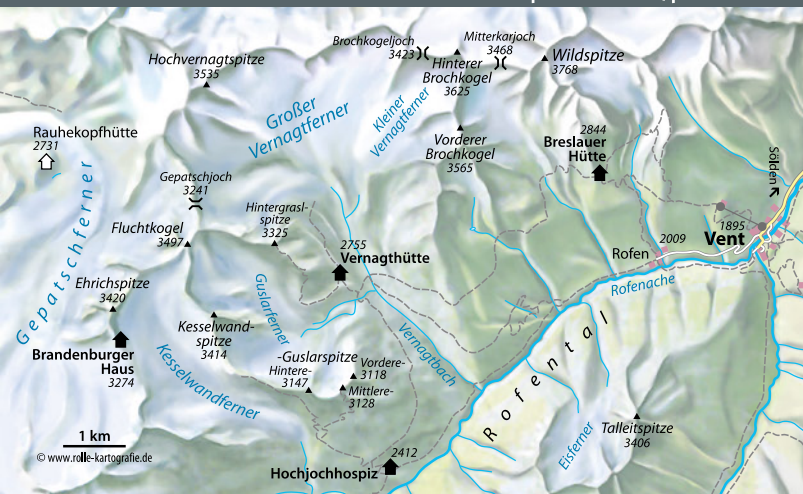 Brochkogeljoch
3423
Mitterkarjoch
3468
Hochvernagtspitze
3535
Hinterer
Brochkogel
3625
Wildspitze
3768
Großer
Vernagtferner
Kleiner
Vernagtferner
Rauhekopfhütte
2731
Vorderer
Brochkogel
3565
2844
Breslauer
Hütte
Sölden
Gepatschjoch
3241
Gepatschferner
Hintergrasl-
spitze
3325
Fluchtkogel
3497
2755
Vernagthütte
Rofen
2009
Vent
1895
Rofenache
Ehrichspitze
3420
Guslarferner
Kesselwand-
spitze
3414
Brandenburger
Haus
3274
Kesselwandferner
-Guslarspitze
Hintere-
3147
Vordere-
3118
Mittlere-
3128
Vernagtbach
Rofental
Eisferner
Talleitspitze
3406
1 km
© www.rolle-kartografie.de
2412
Hochjochhospiz